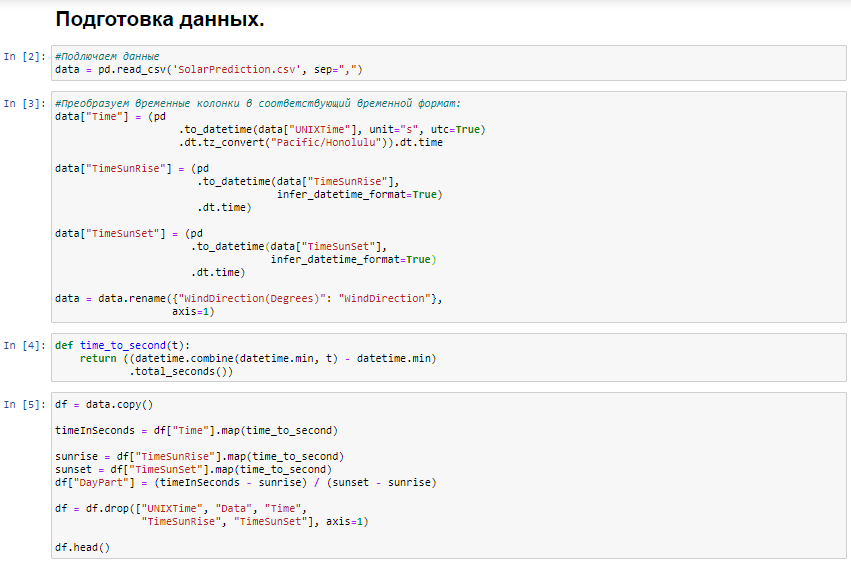 Подготовка данных.
In [2]: #Подлючаем данные
data = pd.read_csv('SolarPrediction.csv', sep=",")
In [3]: #Преобразуем временные колонки в соответствующий временной формат:
data["Time"] = (pd
.to_datetime(data["UNIXTime"], unit="s", utc=True)
.dt.tz_convert("Pacific/Honolulu")).dt.time
data["TimeSunRise"] = (pd
.to_datetime(data["TimeSunRise"],
infer_datetime_format=True)
.dt.time)
data["TimeSunSet"] = (pd
.to_datetime(data["TimeSunSet"],
infer_datetime_format=True)
.dt.time)
data = data.rename({"WindDirection(Degrees)": "WindDirection"},
axis=1)
In [4]: def time_to_second(t):
return ((datetime.combine(datetime.min, t) - datetime.min)
.total_seconds())
In [5]: df = data.copy()
timeInSeconds = df["Time"].map(time_to_second)
sunrise = df["TimeSunRise"].map(time_to_second)
sunset = df["TimeSunSet"].map(time_to_second)
df["DayPart"] = (timeInSeconds - sunrise) / (sunset - sunrise)
df = df.drop(["UNIXTime", "Data", "Time",
"TimeSunRise", "TimeSunSet"], axis=1)
df.head()